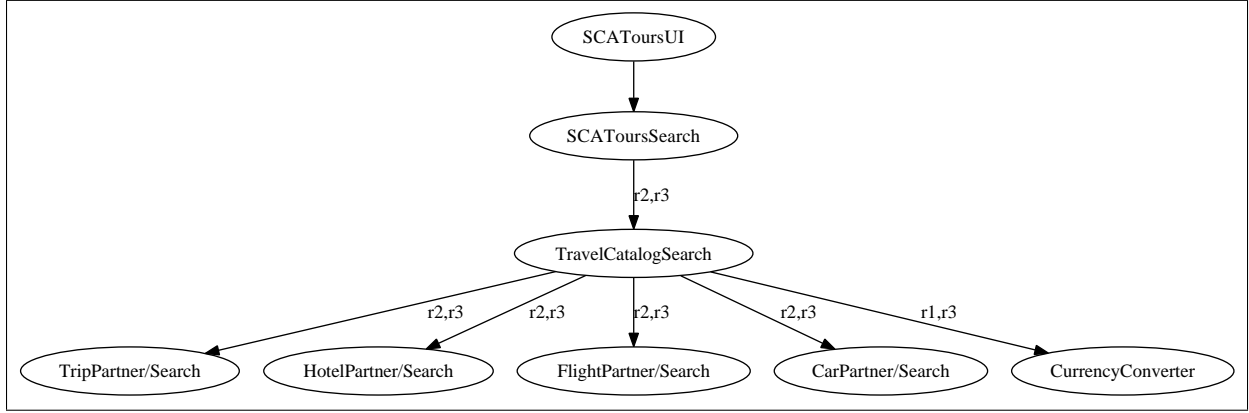 SCAToursUI
SCAToursSearch
r2,r3
TravelCatalogSearch
r2,r3
r2,r3
r2,r3
r2,r3
r1,r3
TripPartner/Search
HotelPartner/Search
FlightPartner/Search
CarPartner/Search
CurrencyConverter